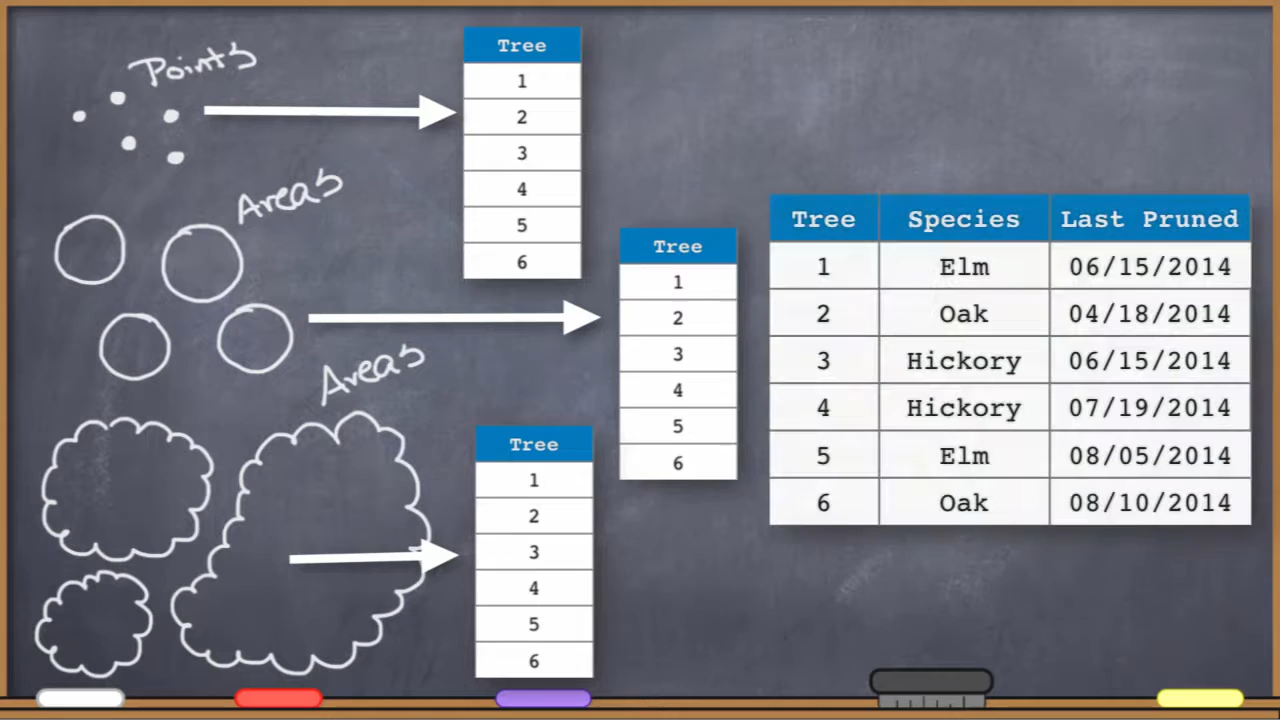 Points
Tree
1
2
3
4
5
6
Areas
Tree
1
2
3
4
5
6
Areas
Tree
1
2
3
4
5
6
Tree Species Last Pruned
1 Elm 06/15/2014
2 Oak 04/18/2014
3 Hickory 06/15/2014
4 Hickory 07/19/2014
5 Elm 08/05/2014
6 Oak 08/10/2014